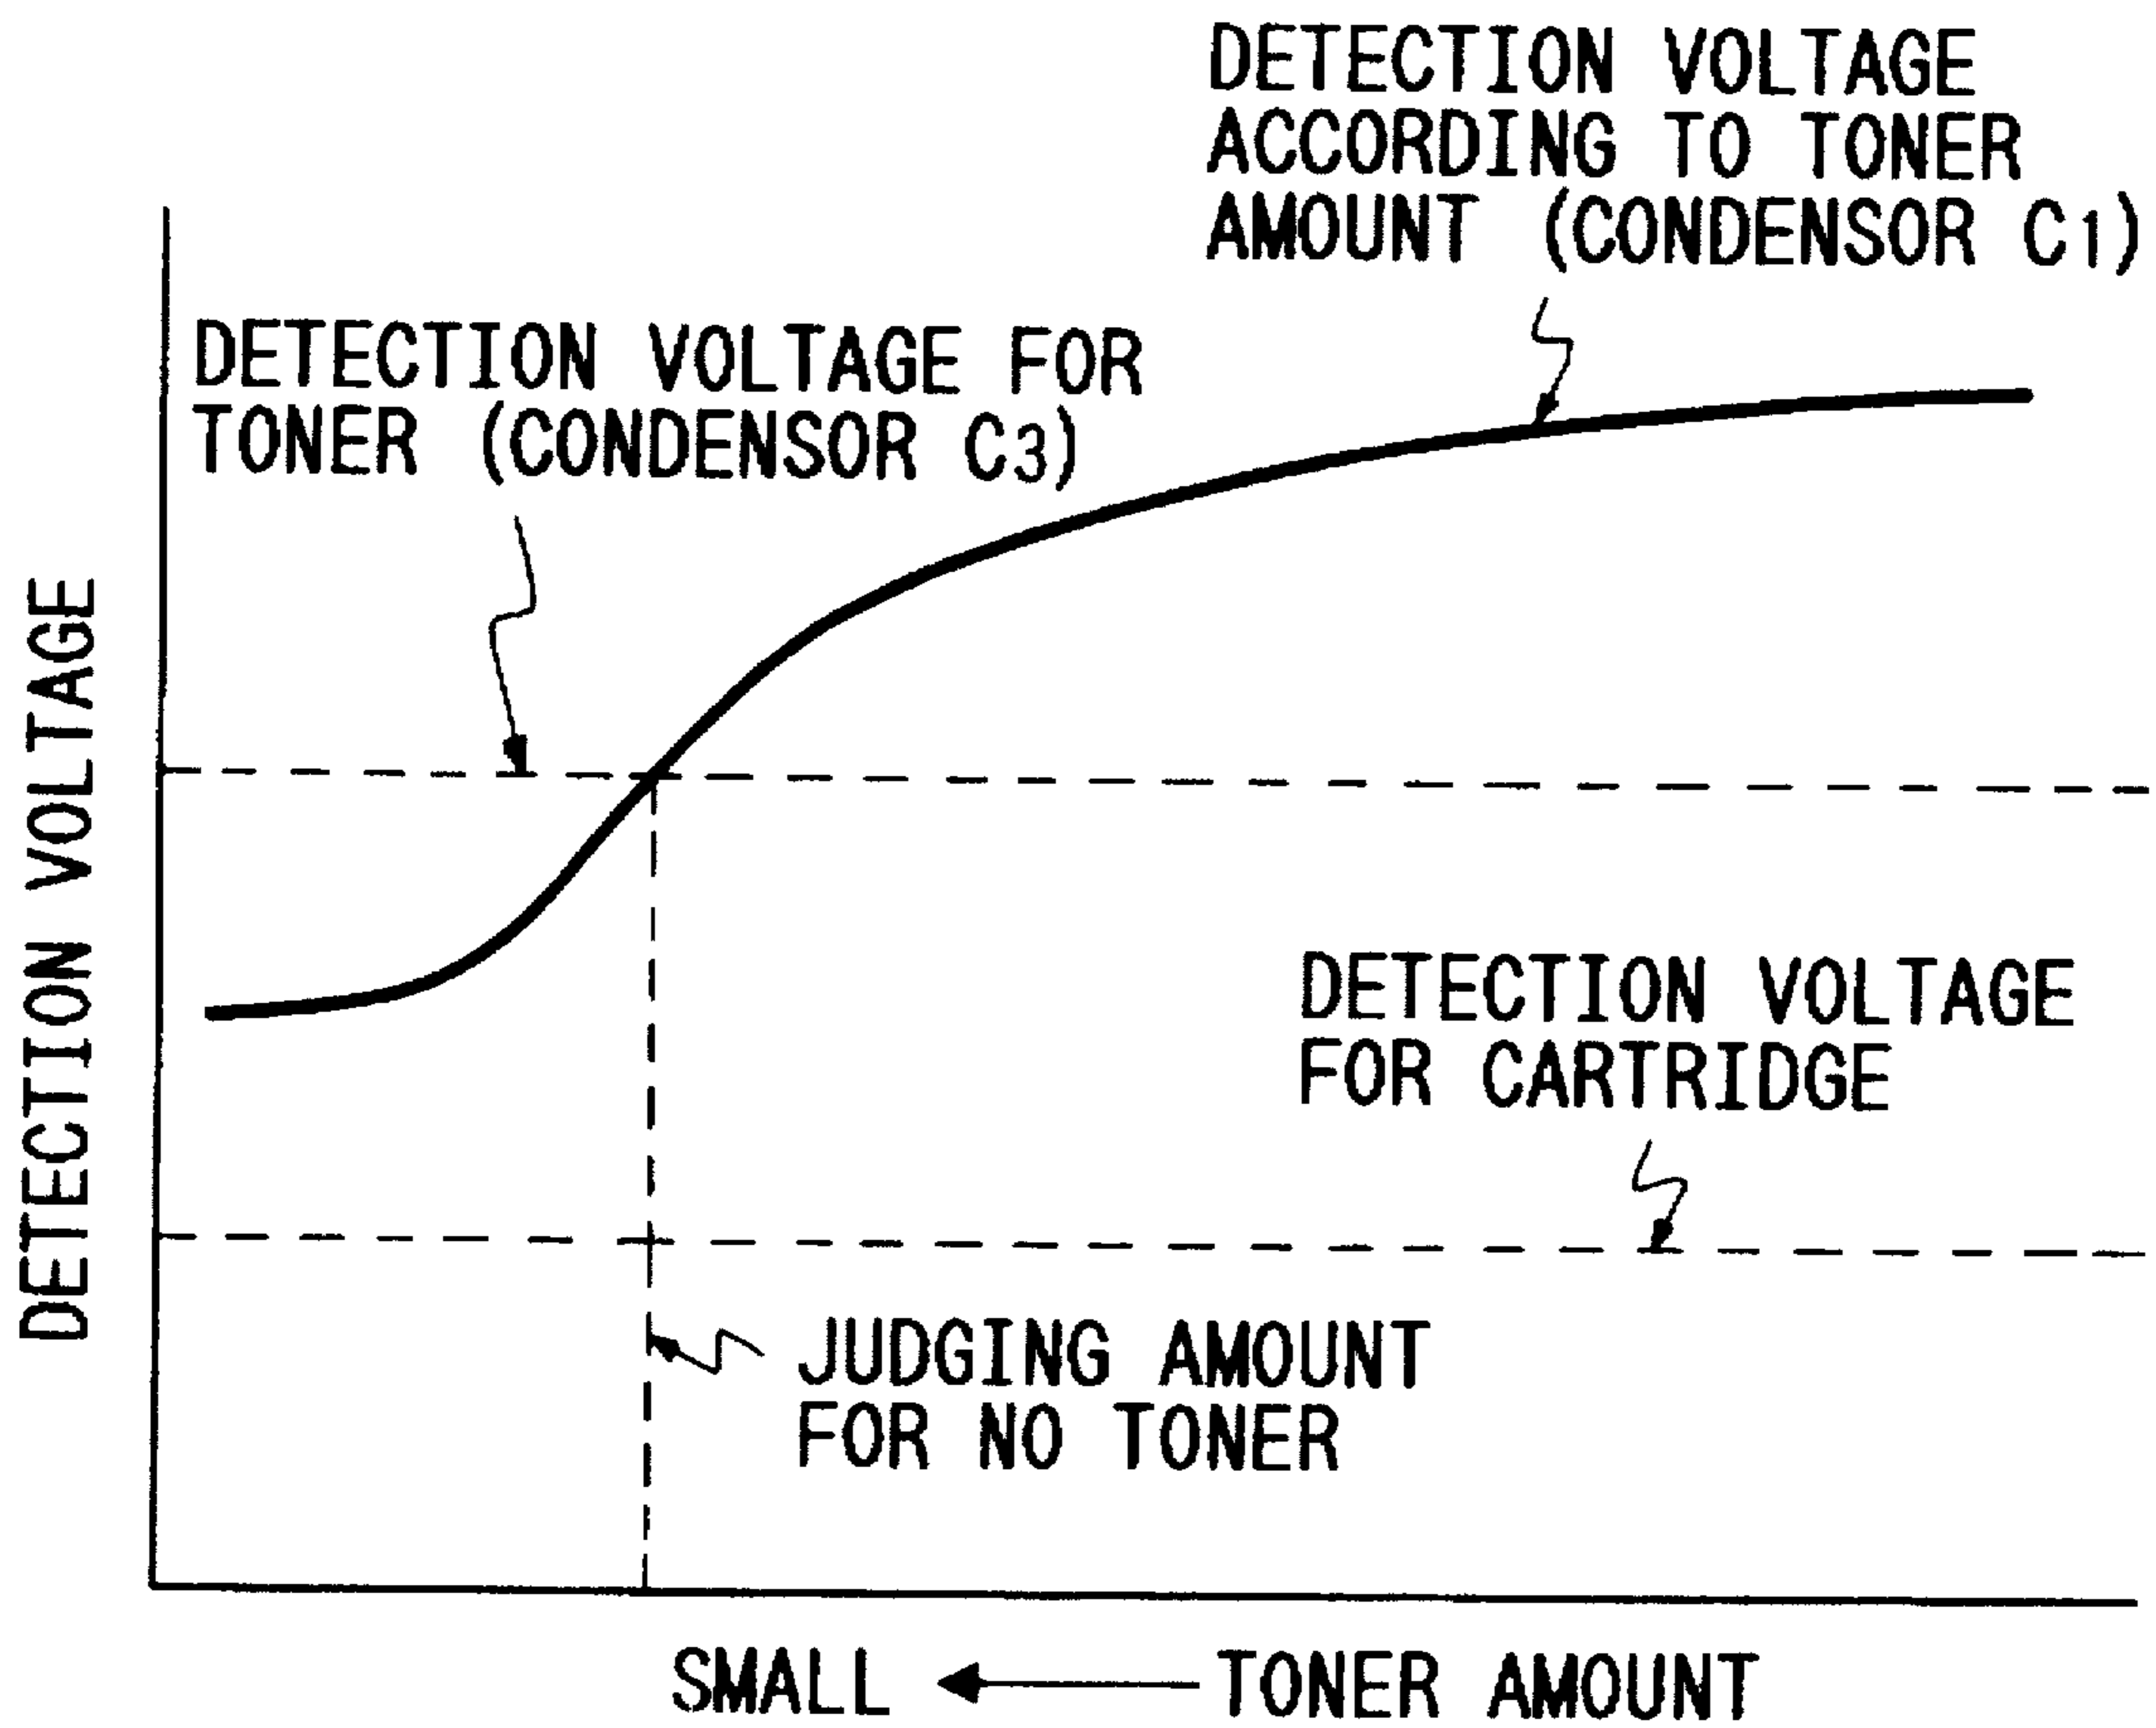 DETECTION VOLTAGE
ACCORDING TO TONER
AMOUNT (CONDENSOR C1)
DETECTION VOLTAGE FOR
TONER (CONDENSOR C3)
DETECTION VOLTAGE
DETECTION VOLTAGE
FOR CARTRIDGE
JUDGING AMOUNT
FOR NO TONER
SMALL ← TONER AMOUNT